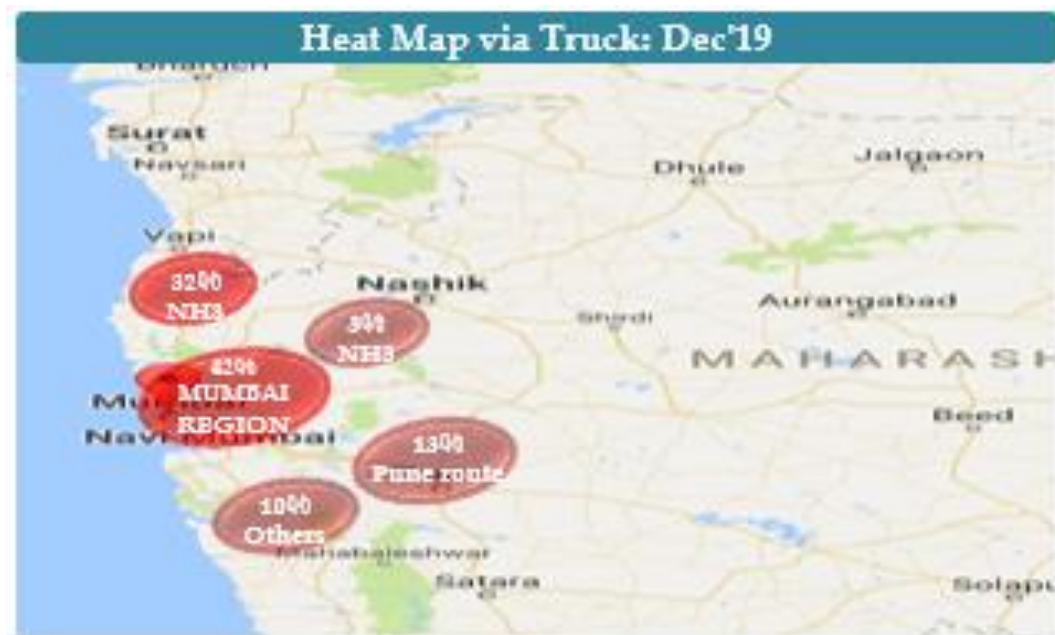 Heat Map via Truck: Dec'19
Surat
Navsari
Dhule
Jalgaon
Vapi
32%
NH3
Nashik
3%
NH3
Shirdi
Aurangabad
MAHARASH
42%
MUMBAI
REGION
Navi Mumbai
Beed
13%
Pune route
10%
Others
Mahabaleshwar
Satara
Solapu